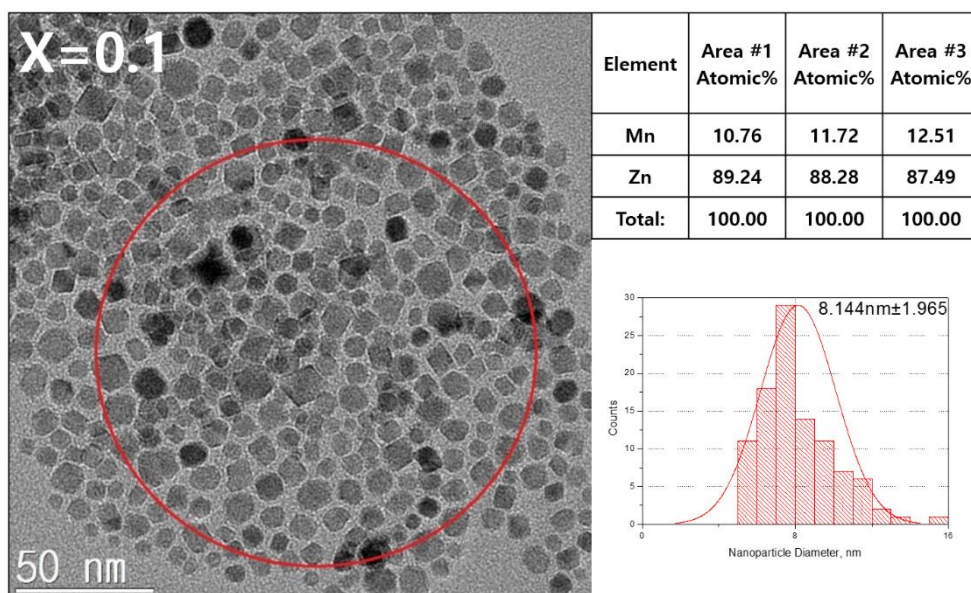 X=0.1
50 nm
Element Area #1 Atomic% Area #2 Atomic% Area #3 Atomic%
Mn 10.76 11.72 12.51
Zn 89.24 88.28 87.49
Total: 100.00 100.00 100.00
8.144nm±1.965
Counts
30
25
20
15
10
5
0
0 8 16
Nanoparticle Diameter, nm